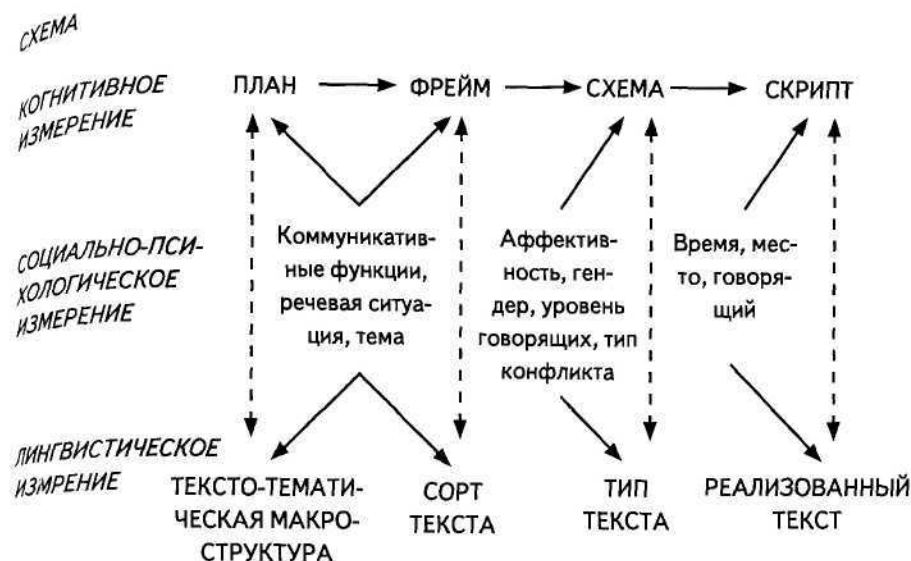 СХЕМА
КОГНИТИВНОЕ
ИЗМЕРЕНИЕ
ПЛАН
ФРЕЙМ
СХЕМА
СКРИПТ
СОЦИАЛЬНО-ПСИ-
ХОЛОГИЧЕСКОЕ
ИЗМЕРЕНИЕ
Коммуникатив-
ные функции,
речевая ситуа-
ция, тема
Аффектив-
ность, ген-
дер, уровень
говорящих, тип
конфликта
Время, мес-
то, говоря-
щий
ЛИНГВИСТИЧЕСКОЕ
ИЗМРЕНИЕ
ТЕКСТО-ТЕМАТИ-
ЧЕСКАЯ МАКРО-
СТРУКТУРА
СОРТ
ТЕКСТА
ТИП
ТЕКСТА
РЕАЛИЗОВАННЫЙ
ТЕКСТ